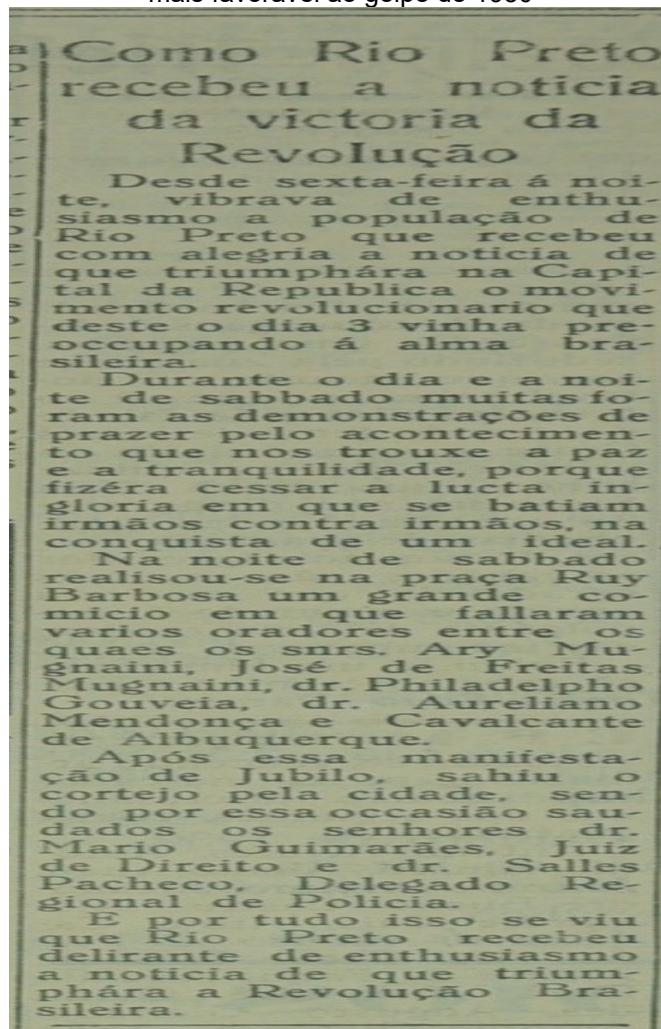 mais favorável ao golpe de 1930
Como Rio Preto
recebeu a noticia
da victoria da
Revolução
Desde sexta-feira á noi-
te, vibrava de enthu-
siasmo a população de
Rio Preto que recebeu
com alegria a noticia de
que triumphára na Capi-
tal da Republica o movi-
mento revolucionario que
deste o dia 3 vinha pre-
occupando á alma bra-
sileira.
Durante o dia e a noi-
te de sabbado muitas fo-
ram as demonstrações de
prazer pelo acontecimen-
to que nos trouxe a paz
e a tranquilidade, porque
fizéra cessar a lucta in-
gloria em que se batiam
irmãos contra irmãos, na
conquista de um ideal.
Na noite de sabbado
realisou-se na praça Ruy
Barbosa um grande co-
micio em que fallaram
varios oradores entre os
quaes os snrs. Ary Mu-
gnaini, José de Freitas
Mugnaini, dr. Philadelpho
Gouveia, dr. Aureliano
Mendonça e Cavalcante
de Albuquerque.
Após essa manifesta-
ção de Jubilo, sahiu o
cortejo pela cidade, sen-
do por essa occasião sau-
dados os senhores dr.
Mario Guimarães, Juiz
de Direito e dr. Salles
Pacheco, Delegado Re-
gional de Policia.
E por tudo isso se viu
que Rio Preto recebeu
delirante de enthusiasmo
a noticia de que trium-
phára a Revolução Bra-
sileira.